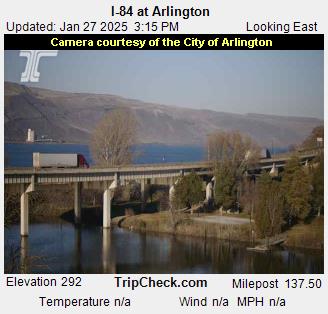 I-84 at Arlington
Updated: Jan 27 2025 3:15 PM Looking East
Camera courtesy of the City of Arlington
Elevation 292 TripCheck.com Milepost 137.50
Temperature n/a Wind n/a MPH n/a